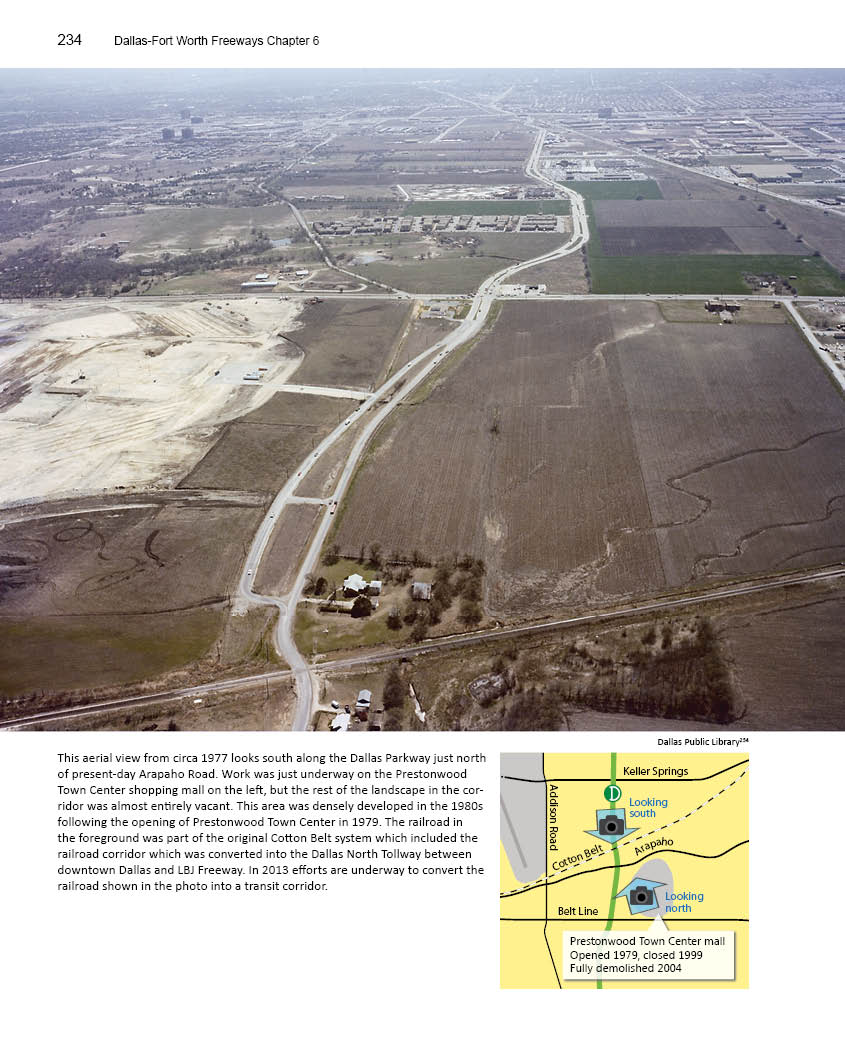 234
Dallas-Fort Worth Freeways Chapter 6
Dallas Public Library²³⁴
This aerial view from circa 1977 looks south along the Dallas Parkway just north
of present-day Arapaho Road. Work was just underway on the Prestonwood
Town Center shopping mall on the left, but the rest of the landscape in the cor-
ridor was almost entirely vacant. This area was densely developed in the 1980s
following the opening of Prestonwood Town Center in 1979. The railroad in
the foreground was part of the original Cotton Belt system which included the
railroad corridor which was converted into the Dallas North Tollway between
downtown Dallas and LBJ Freeway. In 2013 efforts are underway to convert the
railroad shown in the photo into a transit corridor.
Keller Springs
D
Addison Road
Looking
south
Cotton Belt
Arapaho
Looking
north
Belt Line
Prestonwood Town Center mall
Opened 1979, closed 1999
Fully demolished 2004